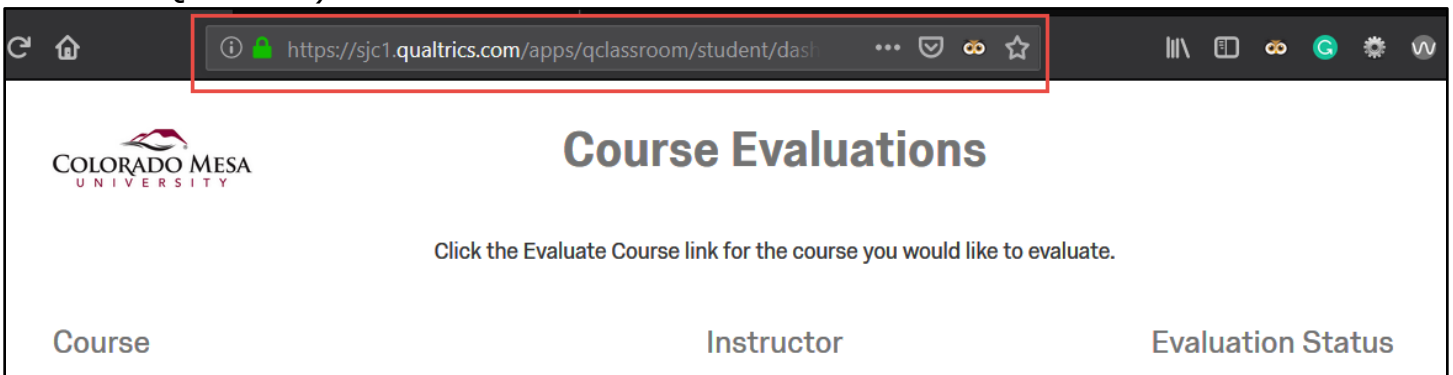 https://sjc1.qualtrics.com/apps/qclassroom/student/dash
COLORADO MESA
UNIVERSITY
Course Evaluations
Click the Evaluate Course link for the course you would like to evaluate.
Course Instructor Evaluation Status